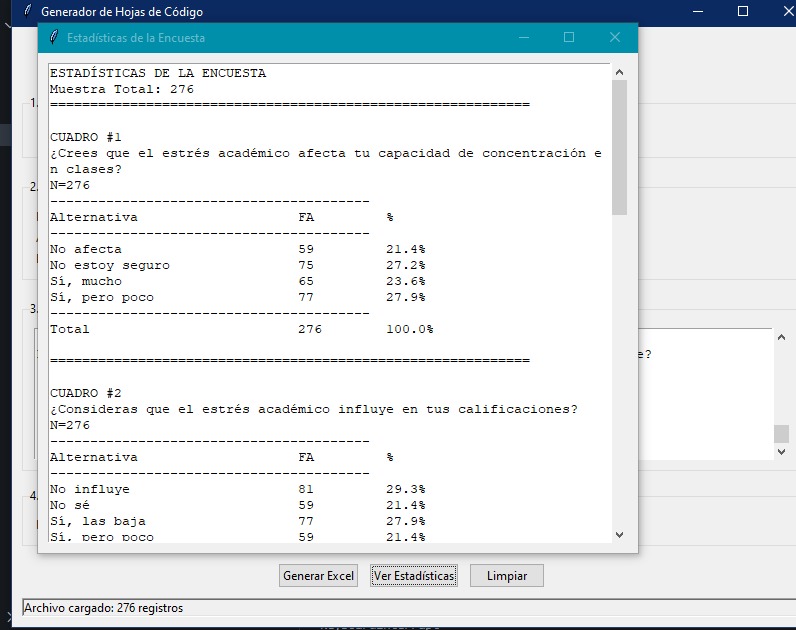 Generador de Hojas de Código
Estadísticas de la Encuesta
ESTADÍSTICAS DE LA ENCUESTA
Muestra Total: 276
============================================================
CUADRO #1
¿Crees que el estrés académico afecta tu capacidad de concentración e
n clases?
N=276
----------------------------------------
Alternativa FA %
----------------------------------------
No afecta 59 21.4%
No estoy seguro 75 27.2%
Sí, mucho 65 23.6%
Sí, pero poco 77 27.9%
----------------------------------------
Total 276 100.0%
============================================================
CUADRO #2
¿Consideras que el estrés académico influye en tus calificaciones?
N=276
----------------------------------------
Alternativa FA %
----------------------------------------
No influye 81 29.3%
No sé 59 21.4%
Sí, las baja 77 27.9%
Sí, pero poco 59 21.4%
1.
2.
3.
e?
4.
Generar Excel Ver Estadísticas Limpiar
Archivo cargado: 276 registros